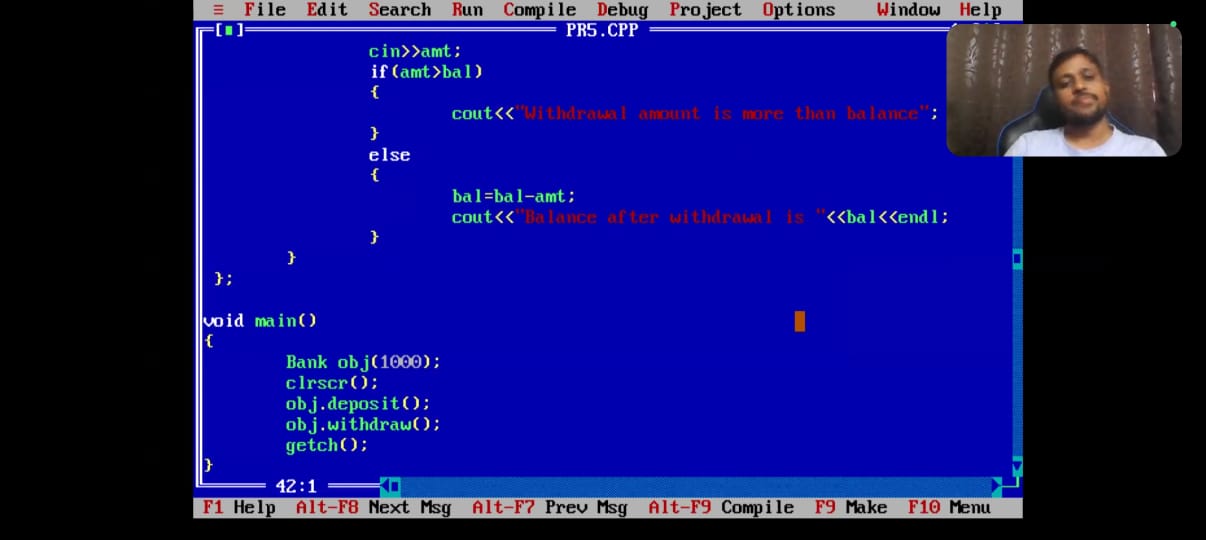 ≡ File Edit Search Run Compile Debug Project Options Window Help
[■] PR5.CPP
cin>>amt;
if(amt>bal)
{
cout<<"Withdrawal amount is more than balance";
}
else
{
bal=bal-amt;
cout<<"Balance after withdrawal is "<<bal<<endl;
}
}
};
void main()
{
Bank obj(1000);
clrscr();
obj.deposit();
obj.withdraw();
getch();
}
42:1
F1 Help Alt-F8 Next Msg Alt-F7 Prev Msg Alt-F9 Compile F9 Make F10 Menu